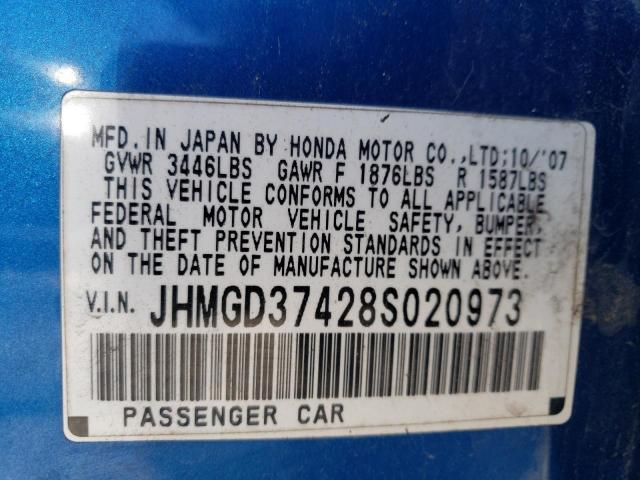 MFD. IN JAPAN BY HONDA MOTOR CO., LTD; 10/'07
GVWR 3446LBS GAWR F 1876LBS R 1587LBS
THIS VEHICLE CONFORMS TO ALL APPLICABLE
FEDERAL MOTOR VEHICLE SAFETY, BUMPER,
AND THEFT PREVENTION STANDARDS IN EFFECT
ON THE DATE OF MANUFACTURE SHOWN ABOVE.
V.I.N. JHMGD37428S020973
PASSENGER CAR